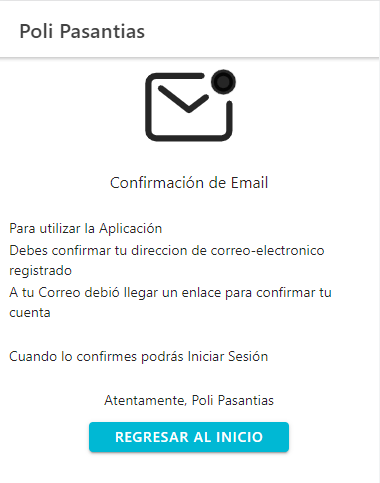 Poli Pasantias
Confirmación de Email
Para utilizar la Aplicación
Debes confirmar tu direccion de correo-electronico
registrado
A tu Correo debió llegar un enlace para confirmar tu
cuenta
Cuando lo confirmes podrás Iniciar Sesión
Atentamente, Poli Pasantias
REGRESAR AL INICIO